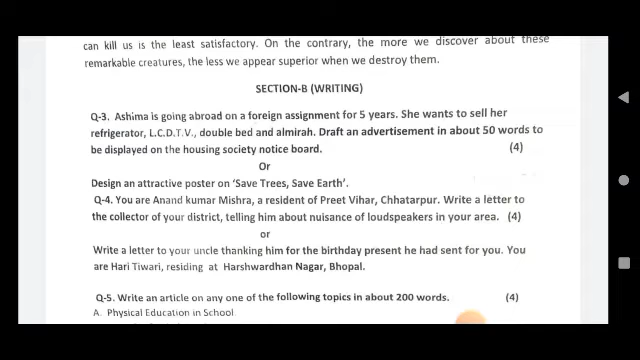 can kill us is the least satisfactory. On the contrary, the more we discover about these
remarkable creatures, the less we appear superior when we destroy them.
SECTION-B (WRITING)
Q-3. Ashima is going abroad on a foreign assignment for 5 years. She wants to sell her
refrigerator, L.C.D.T.V., double bed and almirah. Draft an advertisement in about 50 words to
be displayed on the housing society notice board. (4)
Or
Design an attractive poster on ‘Save Trees, Save Earth’.
Q-4. You are Anand kumar Mishra, a resident of Preet Vihar, Chhatarpur. Write a letter to
the collector of your district, telling him about nuisance of loudspeakers in your area. (4)
or
Write a letter to your uncle thanking him for the birthday present he had sent for you. You
are Hari Tiwari, residing at Harshwardhan Nagar, Bhopal.
Q-5. Write an article on any one of the following topics in about 200 words. (4)
A. Physical Education in School